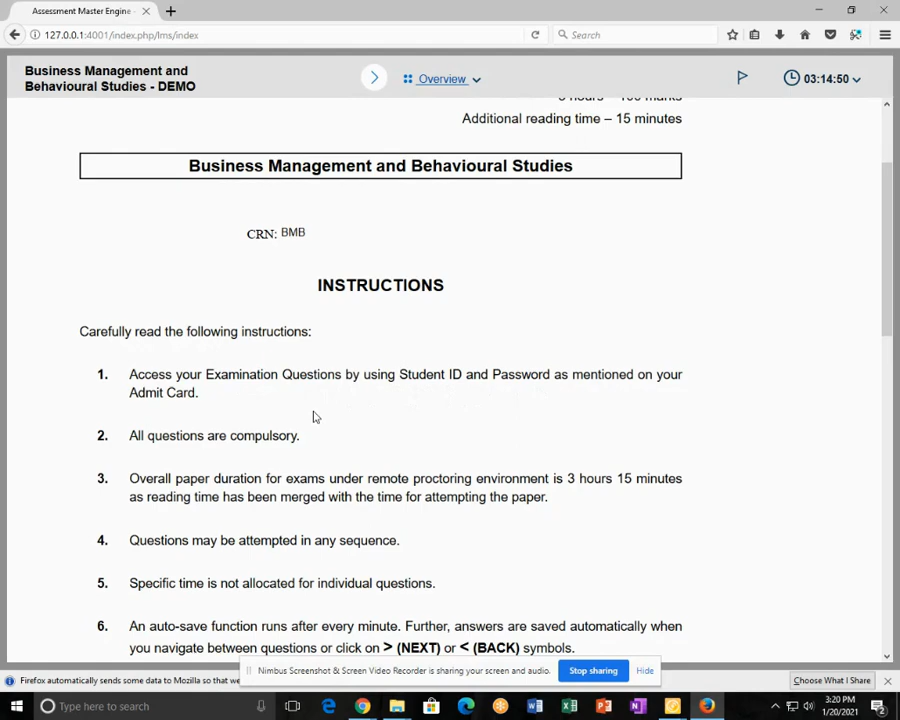 Assessment Master Engine
127.0.0.1:4001/index.php/lms/index
Search
Business Management and
Behavioural Studies - DEMO
Overview
03:14:50
3 hours – 100 marks
Additional reading time – 15 minutes
Business Management and Behavioural Studies
CRN: BMB
INSTRUCTIONS
Carefully read the following instructions:
1. Access your Examination Questions by using Student ID and Password as mentioned on your
Admit Card.
2. All questions are compulsory.
3. Overall paper duration for exams under remote proctoring environment is 3 hours 15 minutes
as reading time has been merged with the time for attempting the paper.
4. Questions may be attempted in any sequence.
5. Specific time is not allocated for individual questions.
6. An auto-save function runs after every minute. Further, answers are saved automatically when
you navigate between questions or click on > (NEXT) or < (BACK) symbols.
Nimbus Screenshot & Screen Video Recorder is sharing your screen and audio.
Stop sharing
Hide
Firefox automatically sends some data to Mozilla so that we
Choose What I Share
Type here to search
3:20 PM
1/20/2021
2